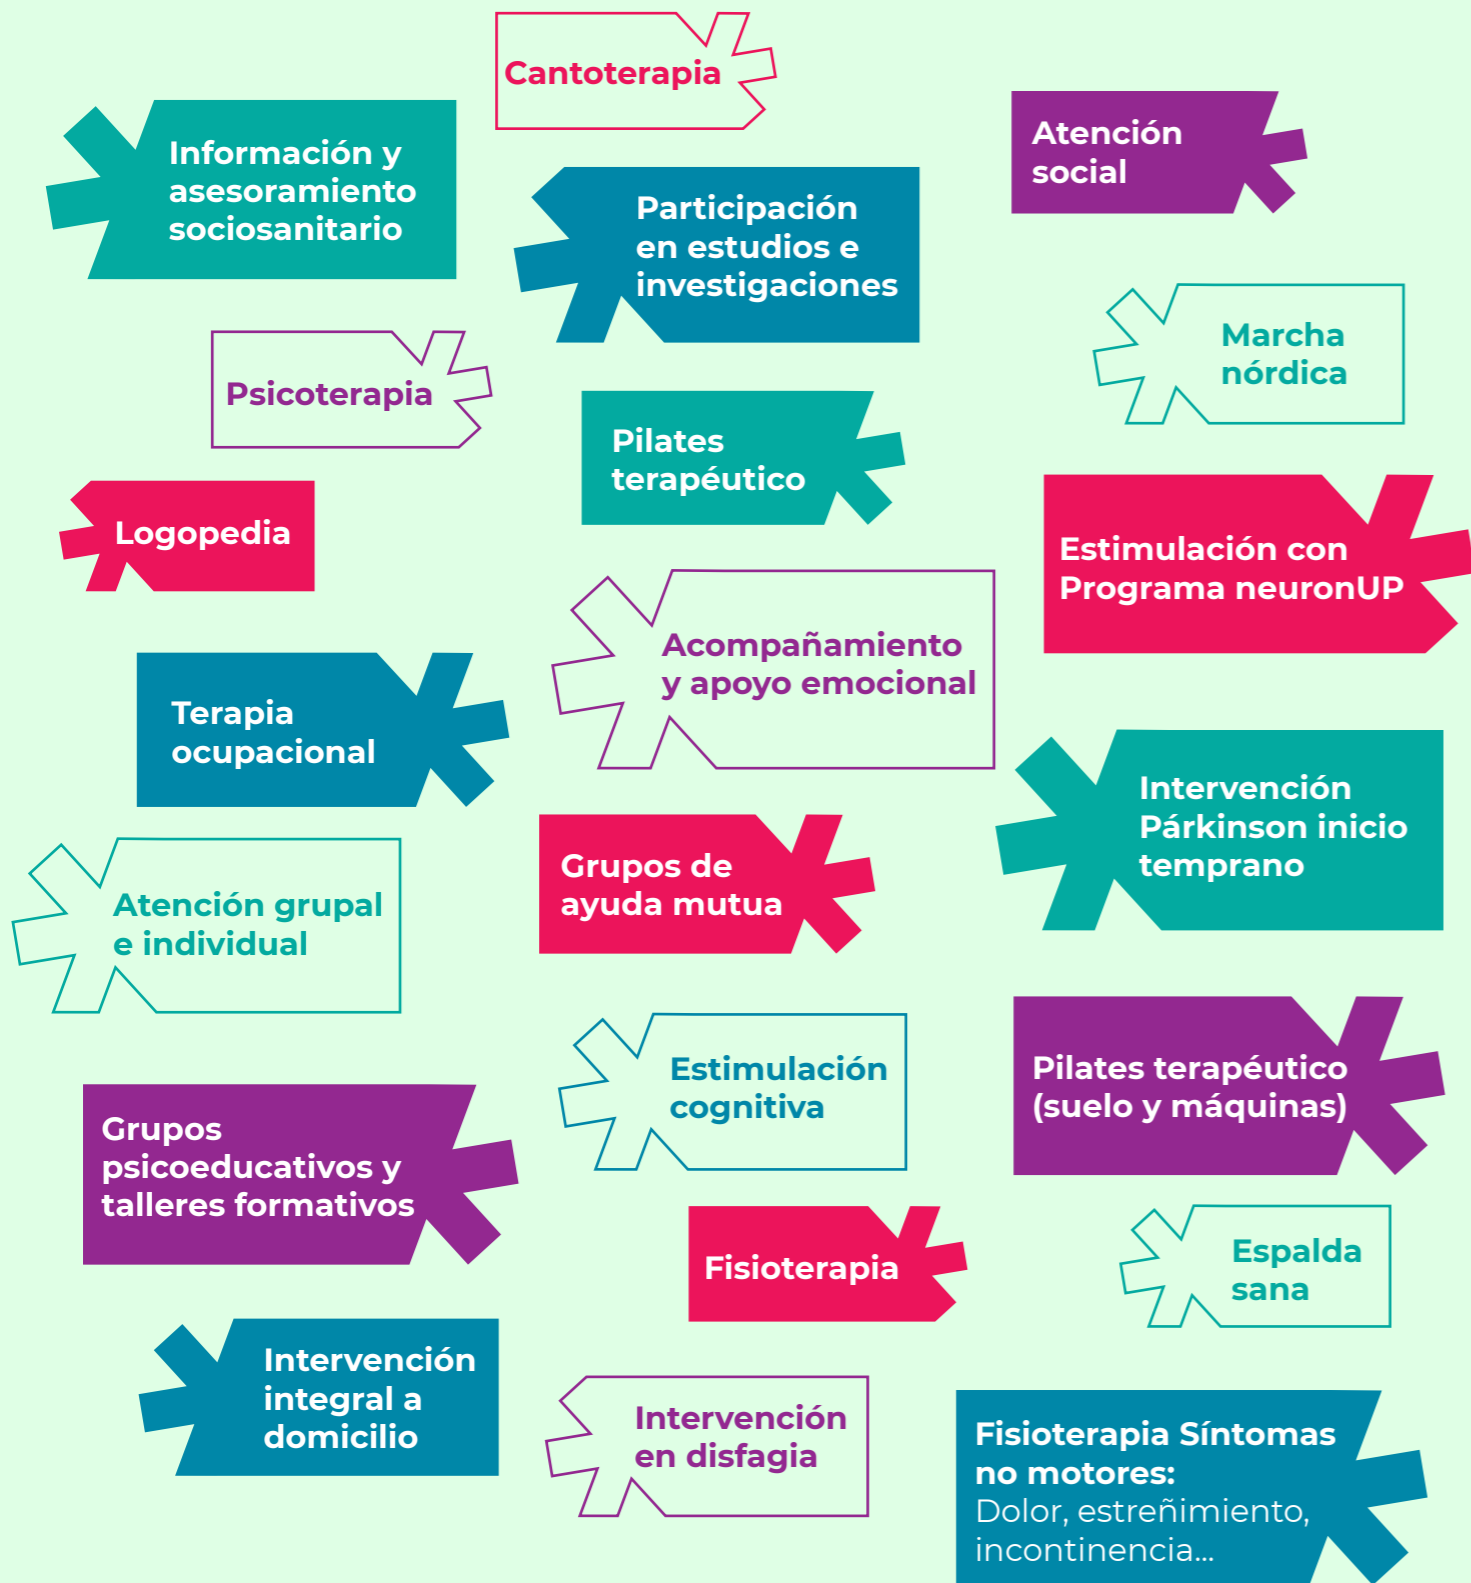 Cantoterapia
Información y
asesoramiento
sociosanitario
Atención
social
Participación
en estudios e
investigaciones
Marcha
nórdica
Psicoterapia
Pilates
terapéutico
Logopedia
Estimulación con
Programa neuronUP
Acompañamiento
y apoyo emocional
Terapia
ocupacional
Intervención
Párkinson inicio
temprano
Grupos de
ayuda mutua
Atención grupal
e individual
Estimulación
cognitiva
Pilates terapéutico
(suelo y máquinas)
Grupos
psicoeducativos y
talleres formativos
Fisioterapia
Espalda
sana
Intervención
integral a
domicilio
Intervención
en disfagia
Fisioterapia Síntomas
no motores:
Dolor, estreñimiento,
incontinencia...